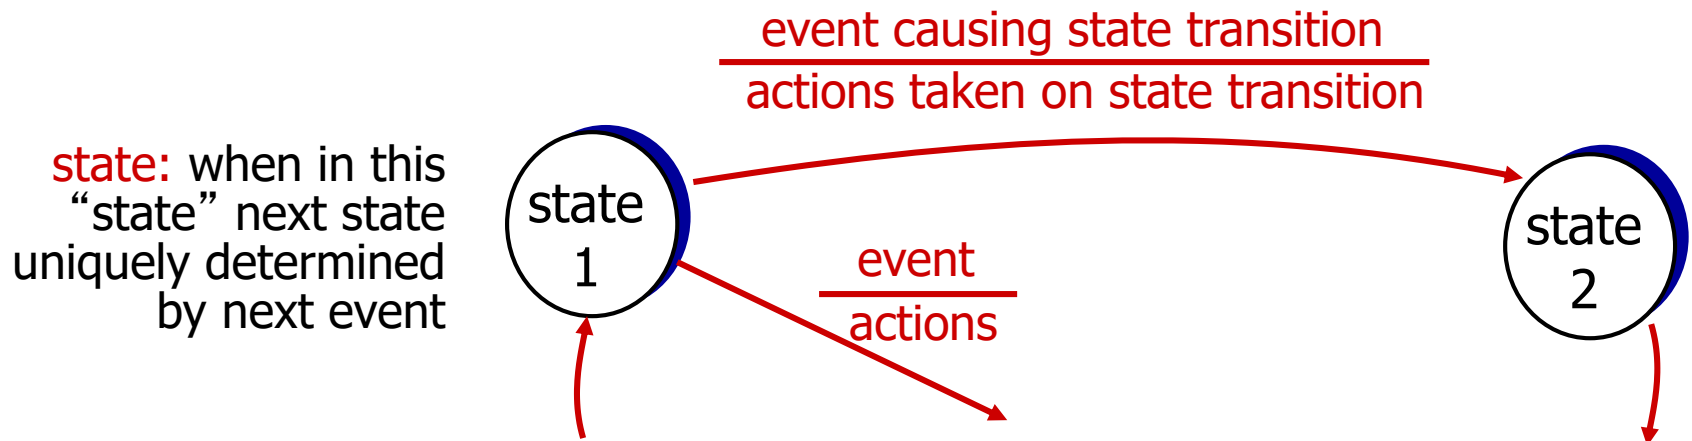 event causing state transition
actions taken on state transition
state: when in this
“state” next state
uniquely determined
by next event
state
1
event
actions
state
2